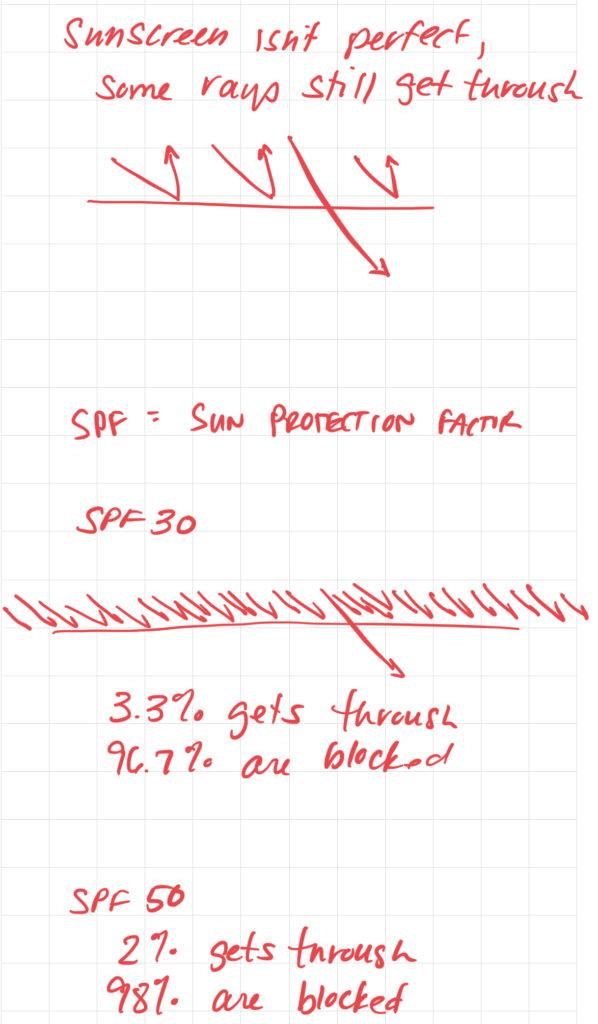 Sunscreen isn't perfect,
some rays still get through
SPF = SUN PROTECTION FACTOR
SPF 30
3.3% gets through
96.7% are blocked
SPF 50
2% gets through
98% are blocked